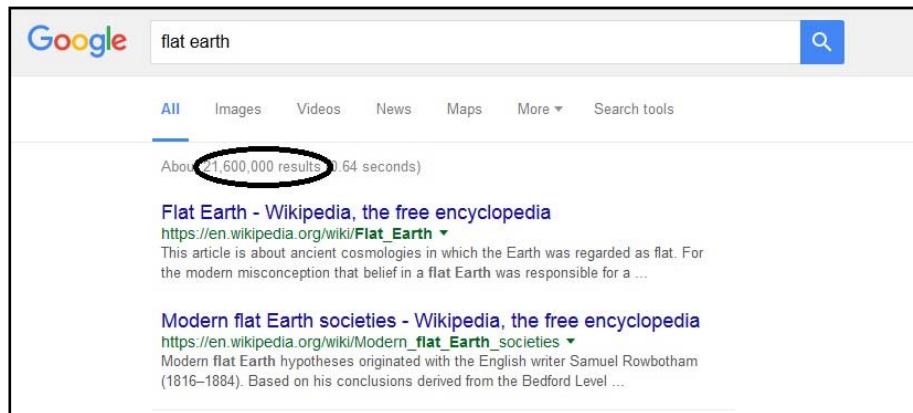 Google flat earth
All Images Videos News Maps More Search tools
About 21,600,000 results (0.64 seconds)
Flat Earth - Wikipedia, the free encyclopedia
https://en.wikipedia.org/wiki/Flat_Earth
This article is about ancient cosmologies in which the Earth was regarded as flat. For
the modern misconception that belief in a flat Earth was responsible for a ...
Modern flat Earth societies - Wikipedia, the free encyclopedia
https://en.wikipedia.org/wiki/Modern_flat_Earth_societies
Modern flat Earth hypotheses originated with the English writer Samuel Rowbotham
(1816–1884). Based on his conclusions derived from the Bedford Level ...